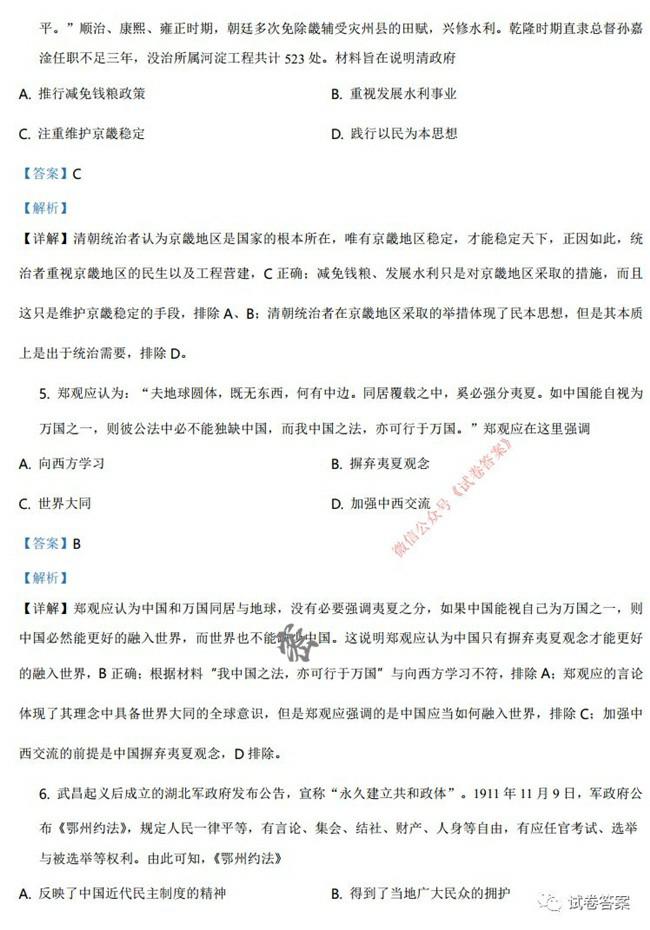 平。”顺治、康熙、雍正时期，朝廷多次免除畿辅受灾州县的田赋，兴修水利。乾隆时期直隶总督孙嘉
淦任职不足三年，没治所属河淀工程共计 523 处。材料旨在说明清政府
A. 推行减免钱粮政策 B. 重视发展水利事业
C. 注重维护京畿稳定 D. 践行以民为本思想
【答案】C
【解析】
【详解】清朝统治者认为京畿地区是国家的根本所在，唯有京畿地区稳定，才能稳定天下，正因如此，统
治者重视京畿地区的民生以及工程营建，C 正确；减免钱粮、发展水利只是对京畿地区采取的措施，而且
这只是维护京畿稳定的手段，排除 A、B；清朝统治者在京畿地区采取的举措体现了民本思想，但是其本质
上是出于统治需要，排除 D。
5. 郑观应认为：“夫地球圆体，既无东西，何有中边。同居覆载之中，奚必强分夷夏。如中国能自视为
万国之一，则彼公法中必不能独缺中国，而我中国之法，亦可行于万国。”郑观应在这里强调
A. 向西方学习 B. 摒弃夷夏观念
C. 世界大同 D. 加强中西交流
微信公众号《试卷答案》
【答案】B
【解析】
【详解】郑观应认为中国和万国同居与地球，没有必要强调夷夏之分，如果中国能视自己为万国之一，则
中国必然能更好的融入世界，而世界也不能缺少中国。这说明郑观应认为中国只有摒弃夷夏观念才能更好
的融入世界，B 正确；根据材料“我中国之法，亦可行于万国”与向西方学习不符，排除 A；郑观应的言论
体现了其理念中具备世界大同的全球意识，但是郑观应强调的是中国应当如何融入世界，排除 C；加强中
西交流的前提是中国摒弃夷夏观念，D 排除。
6. 武昌起义后成立的湖北军政府发布公告，宣称“永久建立共和政体”。1911 年 11 月 9 日，军政府公
布《鄂州约法》，规定人民一律平等，有言论、集会、结社、财产、人身等自由，有应任官考试、选举
与被选举等权利。由此可知，《鄂州约法》
A. 反映了中国近代民主制度的精神 B. 得到了当地广大民众的拥护
试卷答案